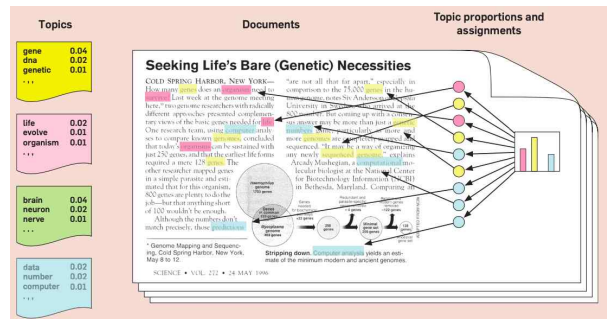 Topics
Documents
Topic proportions and
assignments
gene 0.04
dna 0.02
genetic 0.01
. , ,
life 0.02
evolve 0.01
organism 0.01
. , ,
brain 0.04
neuron 0.02
nerve 0.01
. . .
data 0.02
number 0.02
computer 0.01
. , ,
Seeking Life's Bare (Genetic) Necessities
COLD SPRING HARBOR, NEW YORK—
How many genes does an organism need to
survive? Last week at the genome meeting
here,* two genome researchers with radically
different approaches presented complemen-
tary views of the basic genes needed for life.
One research team, using computer analy-
ses to compare known genomes, concluded
that today's organisms can be sustained with
just 250 genes, and that the earliest life forms
required a mere 128 genes. The
other researcher mapped genes
in a simple parasite and esti-
mated that for this organism,
800 genes are plenty to do the
job—but that anything short
of 100 wouldn't be enough.
Although the numbers don't
match precisely, those predictions
* Genome Mapping and Sequenc-
ing, Cold Spring Harbor, New York,
May 8 to 12.
"are not all that far apart," especially in
comparison to the 75,000 genes in the hu-
man genome, notes Siv Andersson
University in Sweden, who arrived at the
800 number. But coming up with a
sus answer may be more than just a
numbers particularly more and
more genomes are sequenced
sequenced. "It may be a way of organizing
any newly sequenced genome," explains
Arcady Mushegian, a computational mo-
lecular biologist at the National Center
for Biotechnology Information (NCBI)
in Bethesda, Maryland. Comparing an
Haemophilus
genome
1703 genes
Mycoplasma
genome
Stripping down. Computer analysis yields an esti-
mate of the minimum modern and ancient genomes.
SCIENCE • VOL. 272 • 24 MAY 1996